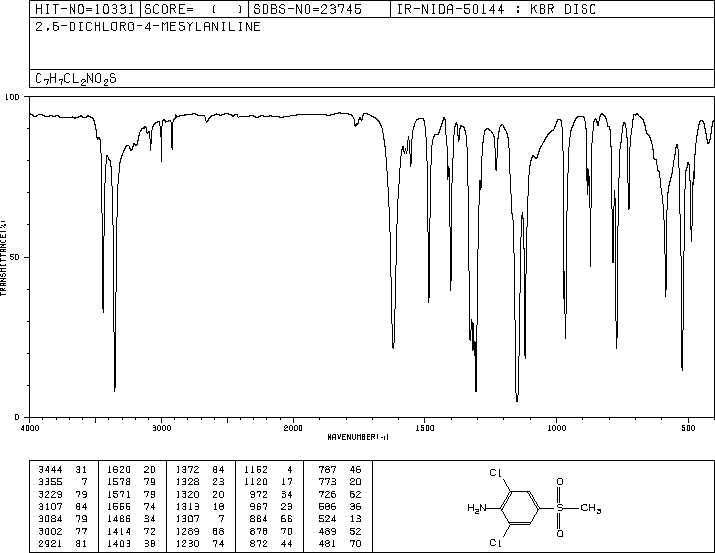 HIT-NO=10331 SCORE= ( ) SDBS-NO=23745 IR-NIDA-50144 : KBR DISC
2,6-DICHLORO-4-MESYLANILINE
C7H7CL2NO2S
100
50
0
TRANSMITTANCE(%)
4000 3000 2000 1500 1000 500
WAVENUMBER(-1)
3444 31 1620 20 1372 84 1152 4 787 46
3355 7 1578 79 1328 23 1120 17 773 20
3229 79 1571 79 1320 20 972 34 726 62
3107 84 1556 74 1313 18 967 23 586 36
3084 79 1486 34 1307 7 884 66 524 13
3002 77 1414 72 1289 68 878 70 489 52
2921 81 1403 38 1230 74 872 44 481 70
Cl
O
H2N
S
CH3
O
Cl